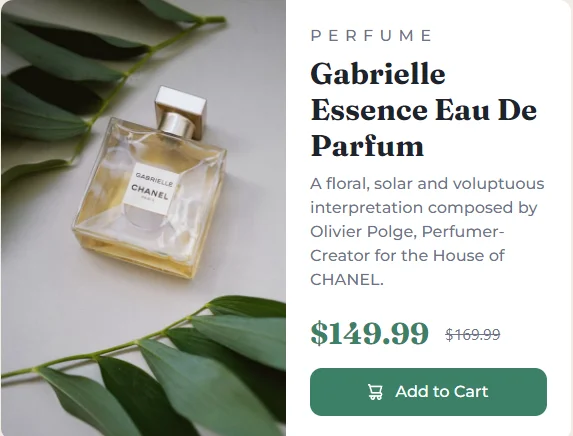 GABRIELLE
CHANEL
PARIS
PERFUME
Gabrielle
Essence Eau De
Parfum
A floral, solar and voluptuous
interpretation composed by
Olivier Polge, Perfumer-
Creator for the House of
CHANEL.
$149.99 $169.99
Add to Cart